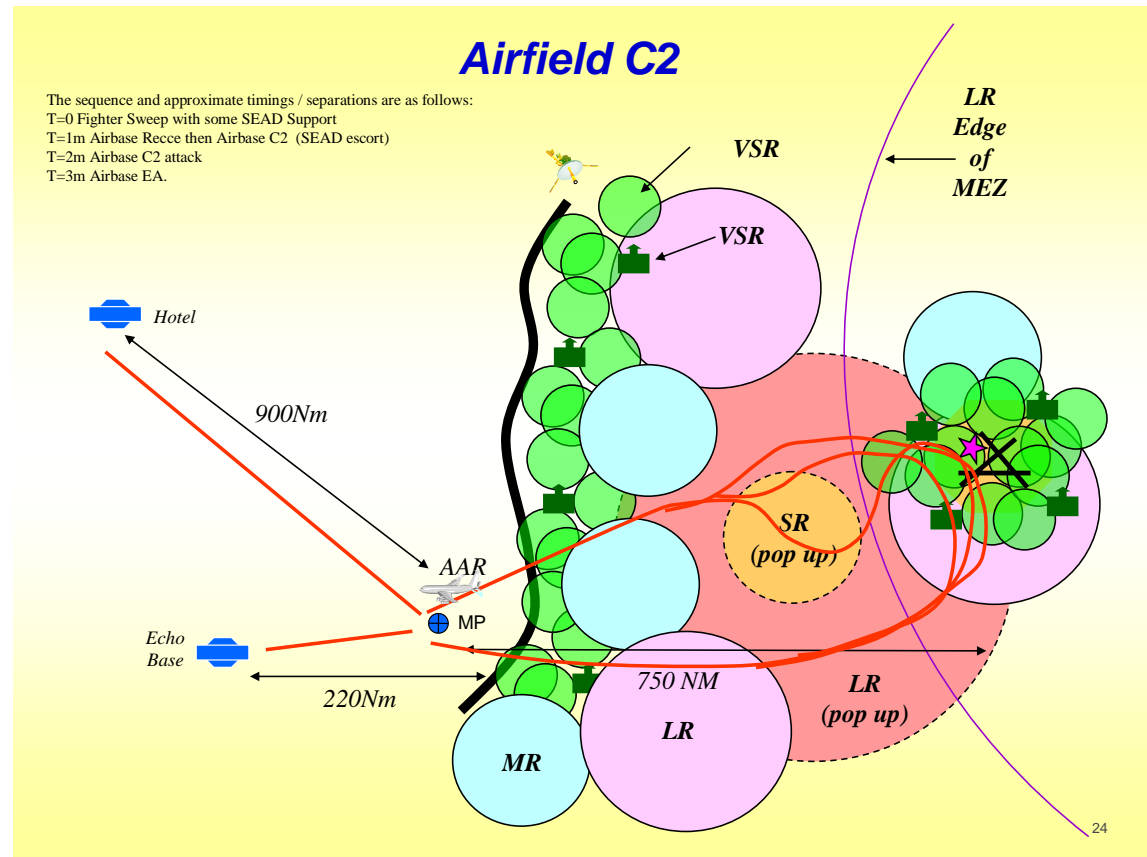 Airfield C2
The sequence and approximate timings / separations are as follows:
T=0 Fighter Sweep with some SEAD Support
T=1m Airbase Recce then Airbase C2  (SEAD escort)
T=2m Airbase C2 attack
T=3m Airbase EA.
LR
Edge
of
MEZ
VSR
VSR
Hotel
900Nm
SR
(pop up)
AAR
MP
Echo
Base
220Nm
750 NM
LR
(pop up)
LR
MR
24